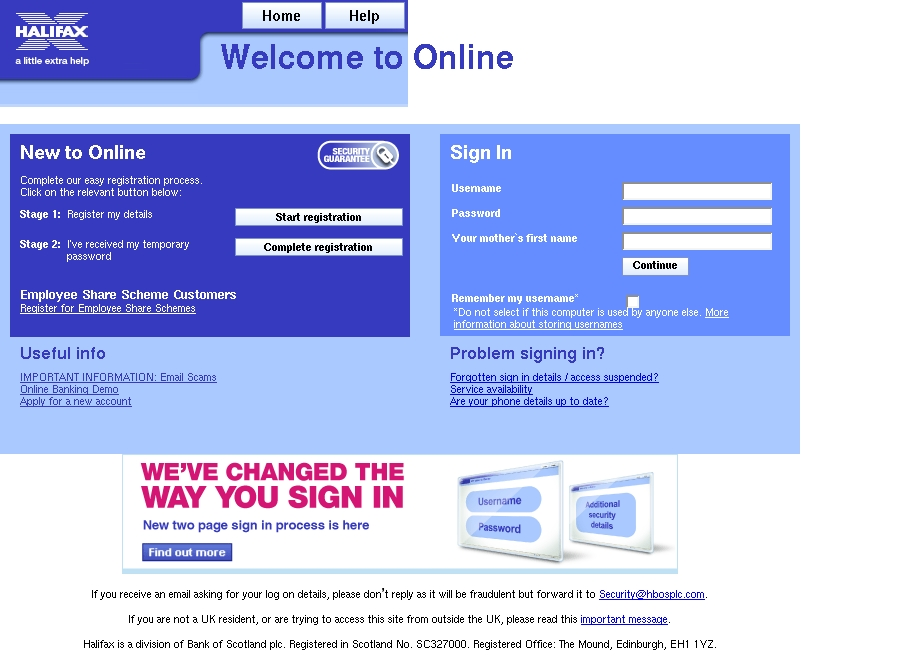 HALIFAX
a little extra help
Home
Help
Welcome to Online
New to Online
SECURITY
GUARANTEE
Complete our easy registration process.
Click on the relevant button below:
Stage 1: Register my details
Start registration
Stage 2: I've received my temporary
password
Complete registration
Employee Share Scheme Customers
Register for Employee Share Schemes
Sign In
Username
Password
Your mother`s first name
Continue
Remember my username*
*Do not select if this computer is used by anyone else. More
information about storing usernames
Useful info
IMPORTANT INFORMATION: Email Scams
Online Banking Demo
Apply for a new account
Problem signing in?
Forgotten sign in details / access suspended?
Service availability
Are your phone details up to date?
WE'VE CHANGED THE
WAY YOU SIGN IN
New two page sign in process is here
Find out more
Username
Password
Additional
security
details
If you receive an email asking for your log on details, please don't reply as it will be fraudulent but forward it to Security@hbosplc.com.
If you are not a UK resident, or are trying to access this site from outside the UK, please read this important message.
Halifax is a division of Bank of Scotland plc. Registered in Scotland No. SC327000. Registered Office: The Mound, Edinburgh, EH1 1YZ.